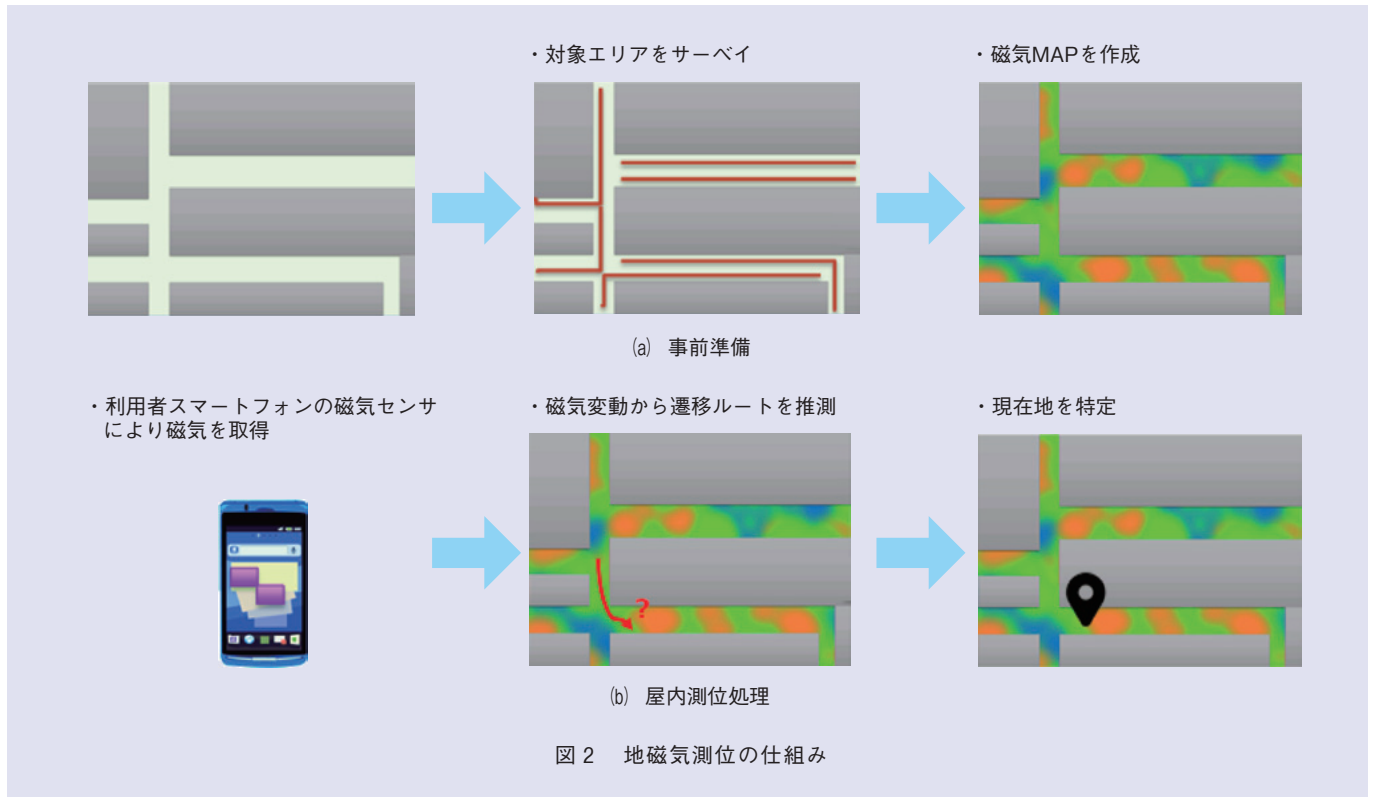 ・対象エリアをサーベイ
・磁気MAPを作成
(a) 事前準備
・利用者スマートフォンの磁気センサ
により磁気を取得
・磁気変動から遷移ルートを推測
・現在地を特定
?
(b) 屋内測位処理
図2 地磁気測位の仕組み